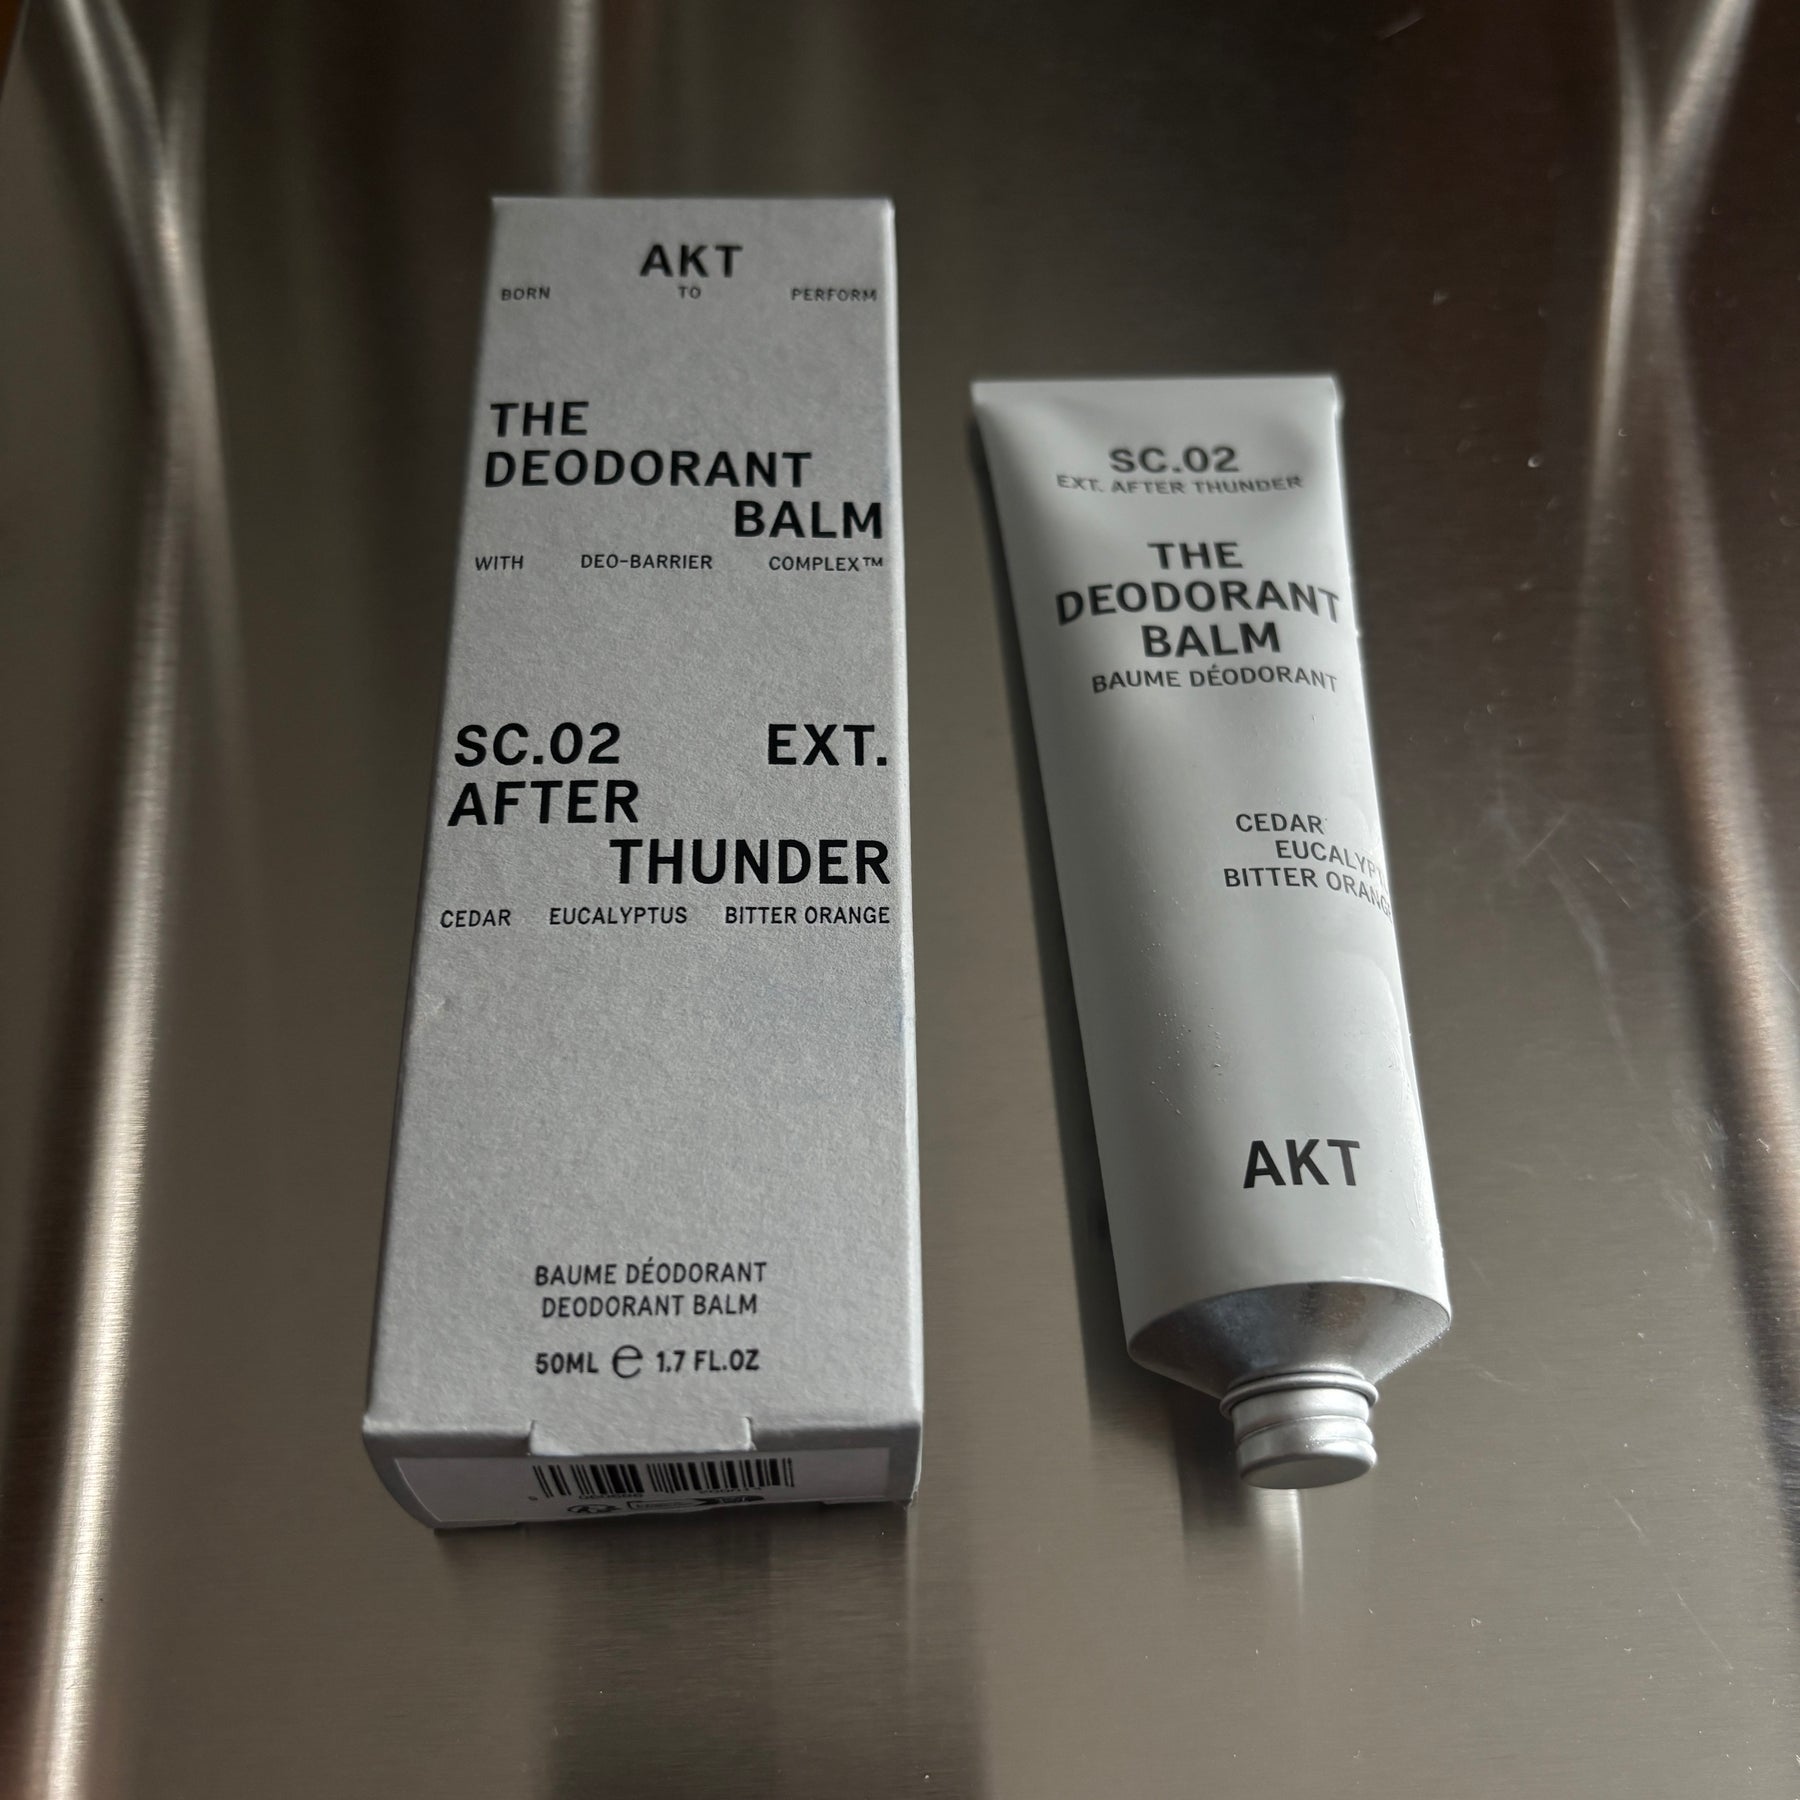 AKT
BORN TO PERFORM
THE
DEODORANT
BALM
WITH DEO-BARRIER COMPLEX™
SC.02 EXT.
AFTER
THUNDER
CEDAR EUCALYPTUS BITTER ORANGE
BAUME DÉODORANT
DEODORANT BALM
50ML ℮ 1.7 FL.OZ
SC.02
EXT. AFTER THUNDER
THE
DEODORANT
BALM
BAUME DÉODORANT
CEDAR
BITTER ORANGE
AKT